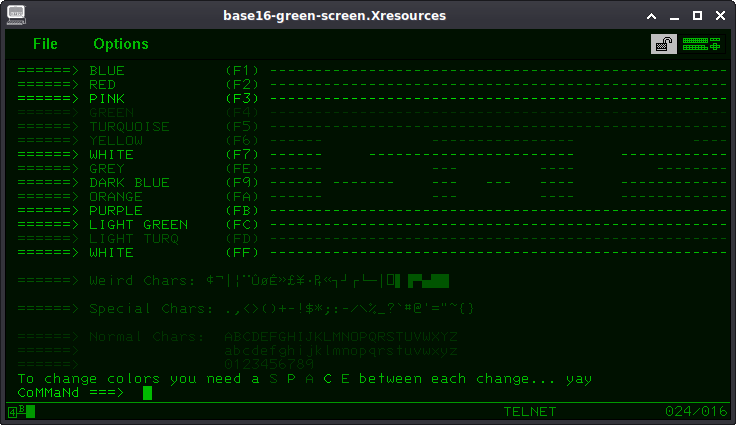 base16-green-screen.Xresources
File Options
======> BLUE (F1) ------------------------------------------------
======> RED (F2) ------------------------------------------------
======> PINK (F3) ------------------------------------------------
======> GREEN (F4) ------------------------------------------------
======> TURQUOISE (F5) ------------------------------------------------
======> YELLOW (F6) ------
======> WHITE (F7) ------
======> GREY (FE) ------
======> DARK BLUE (F9) ------
======> ORANGE (FA) ------
======> PURPLE (FB) ------------------------------------------------
======> LIGHT GREEN (FC) ------------------------------------------------
======> LIGHT TURQ (FD) ------------------------------------------------
======> WHITE (FF) ------------------------------------------------
======> Weird Chars:
======> Special Chars: .,<>()+-!$*;:-/\%_?`#@'="~{}
======> Normal Chars: ABCDEFGHIJKLMNOPQRSTUVWXYZ
======> abcdefghijklmnopqrstuvwxyz
======> 0123456789
To change colors you need a S P A C E between each change... yay
CoMMaNd ===>
4B TELNET 024/016